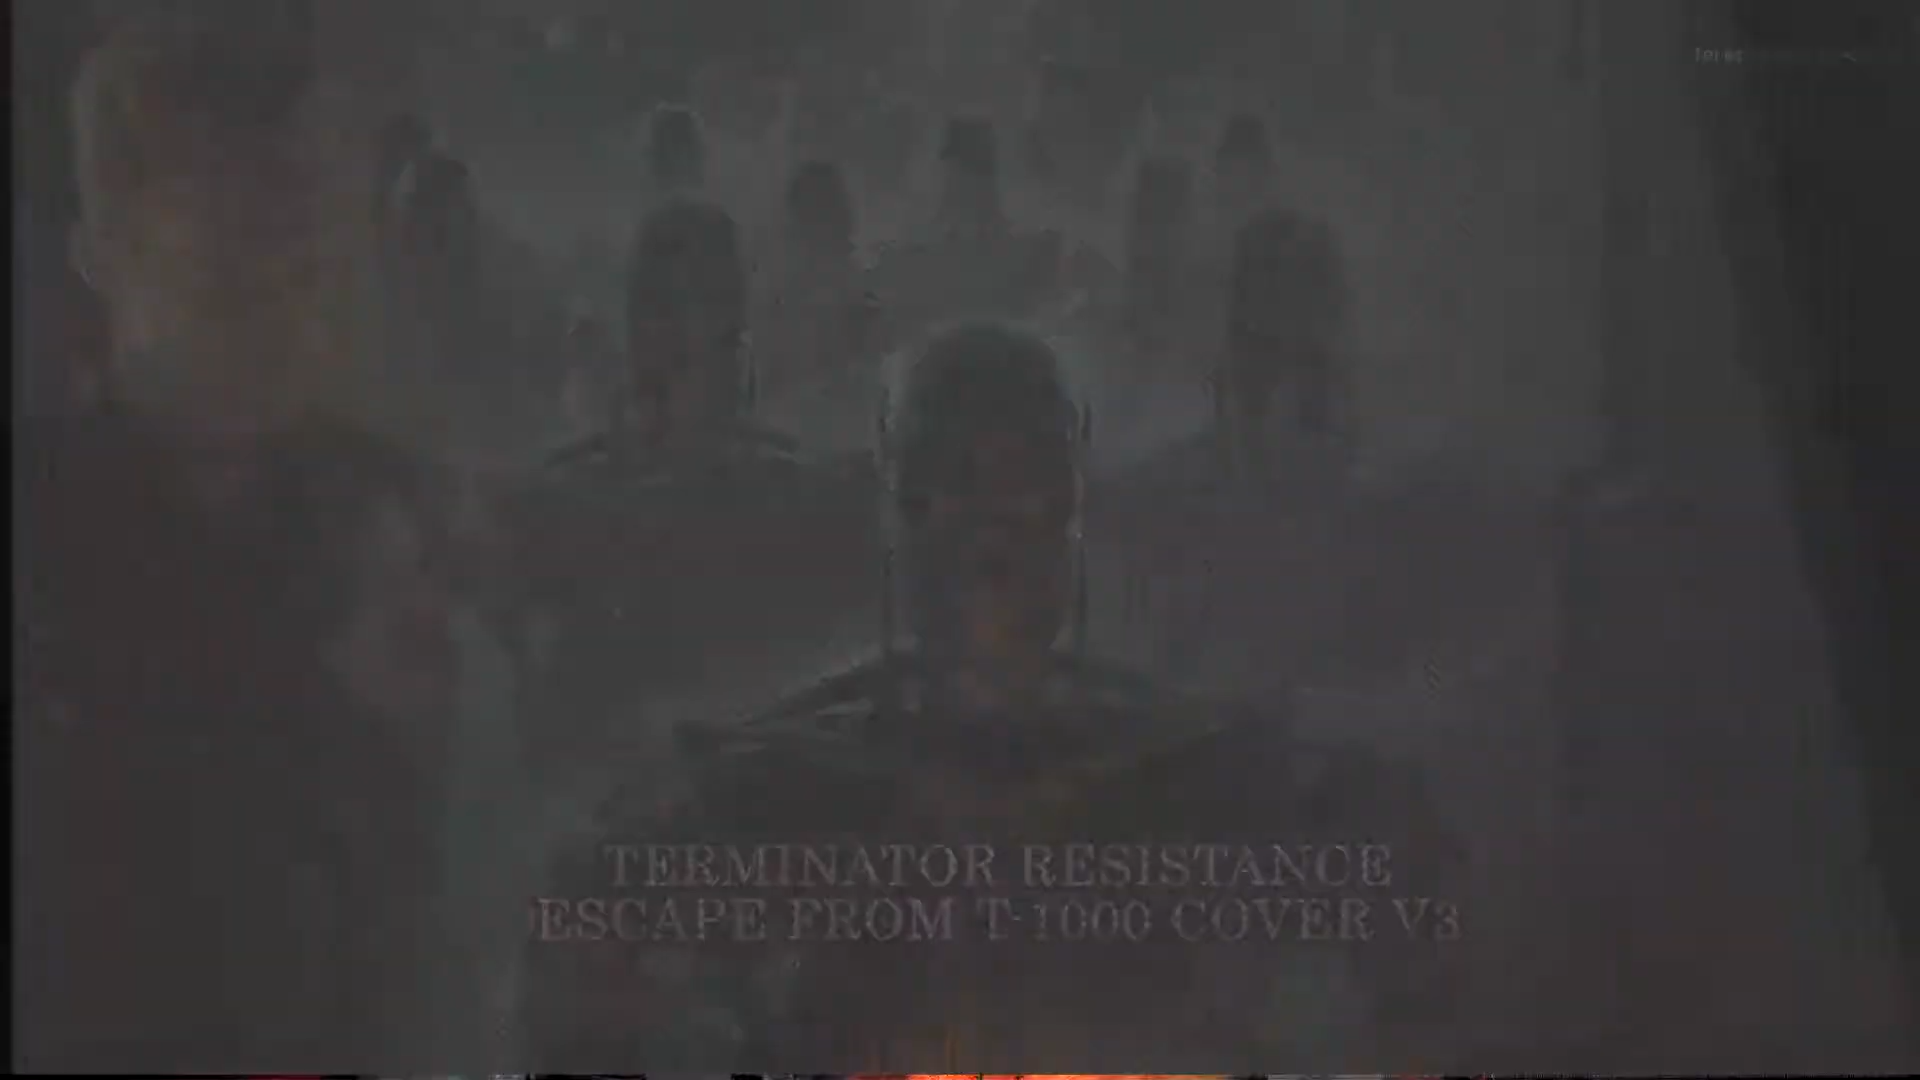 TERMINATOR RESISTANCE
ESCAPE FROM T-1000 COVER V3